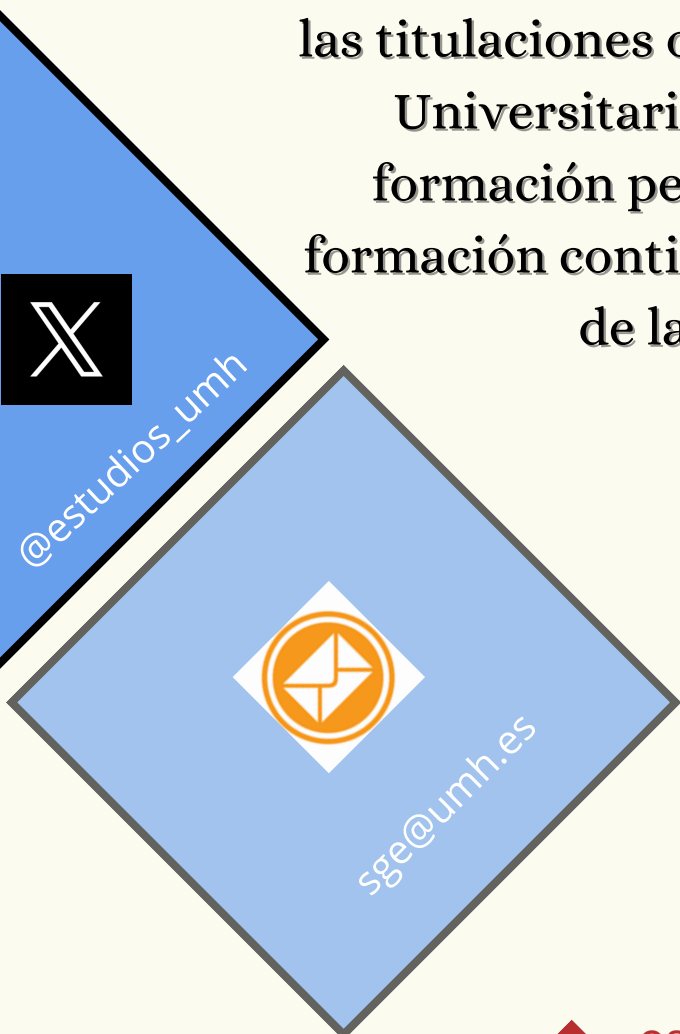 las titulaciones
Universitari
formación pe
formación conti
de la
@estudios_umh
sge@umh.es